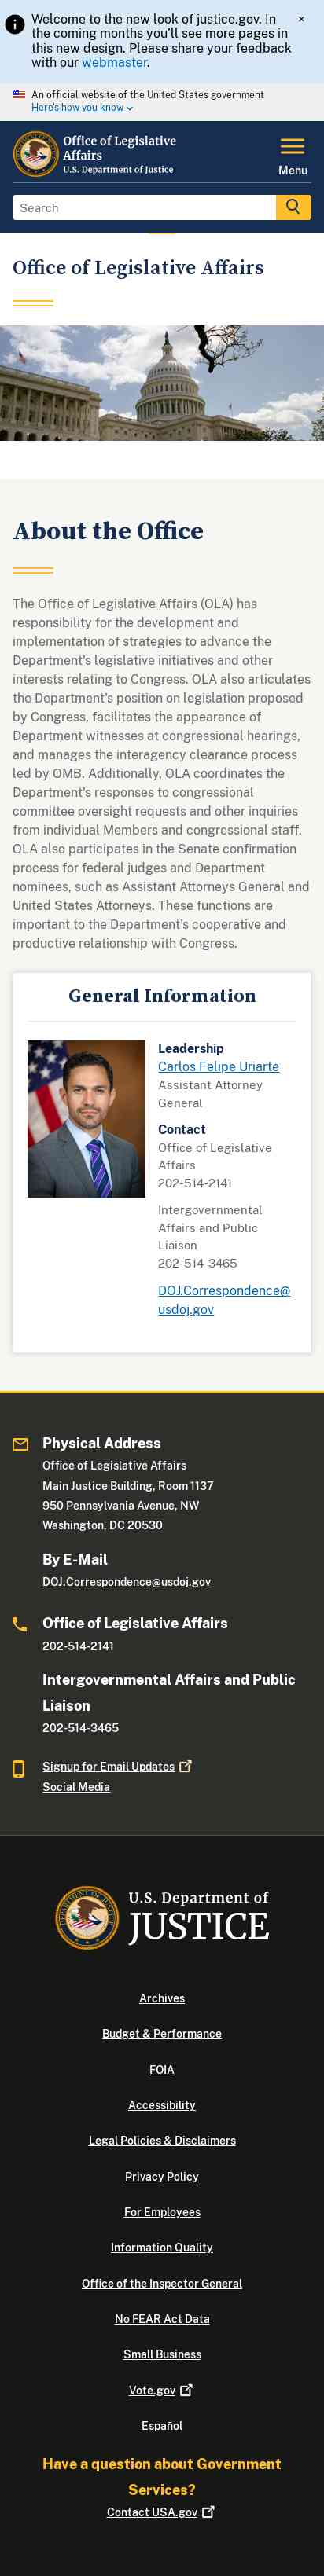 Welcome to the new look of justice.gov. In
the coming months you'll see more pages in
this new design. Please share your feedback
with our webmaster.
×
An official website of the United States government
Here's how you know
Office of Legislative
Affairs
U.S. Department of Justice
Menu
Search
Office of Legislative Affairs
About the Office
The Office of Legislative Affairs (OLA) has
responsibility for the development and
implementation of strategies to advance the
Department's legislative initiatives and other
interests relating to Congress. OLA also articulates
the Department's position on legislation proposed
by Congress, facilitates the appearance of
Department witnesses at congressional hearings,
and manages the interagency clearance process
led by OMB. Additionally, OLA coordinates the
Department's responses to congressional
committee oversight requests and other inquiries
from individual Members and congressional staff.
OLA also participates in the Senate confirmation
process for federal judges and Department
nominees, such as Assistant Attorneys General and
United States Attorneys. These functions are
important to the Department's cooperative and
productive relationship with Congress.
General Information
Leadership
Carlos Felipe Uriarte
Assistant Attorney
General
Contact
Office of Legislative
Affairs
202-514-2141
Intergovernmental
Affairs and Public
Liaison
202-514-3465
DOJ.Correspondence@
usdoj.gov
Physical Address
Office of Legislative Affairs
Main Justice Building, Room 1137
950 Pennsylvania Avenue, NW
Washington, DC 20530
By E-Mail
DOJ.Correspondence@usdoj.gov
Office of Legislative Affairs
202-514-2141
Intergovernmental Affairs and Public
Liaison
202-514-3465
Signup for Email Updates
Social Media
U.S. Department of
JUSTICE
Archives
Budget & Performance
FOIA
Accessibility
Legal Policies & Disclaimers
Privacy Policy
For Employees
Information Quality
Office of the Inspector General
No FEAR Act Data
Small Business
Vote.gov
Español
Have a question about Government
Services?
Contact USA.gov